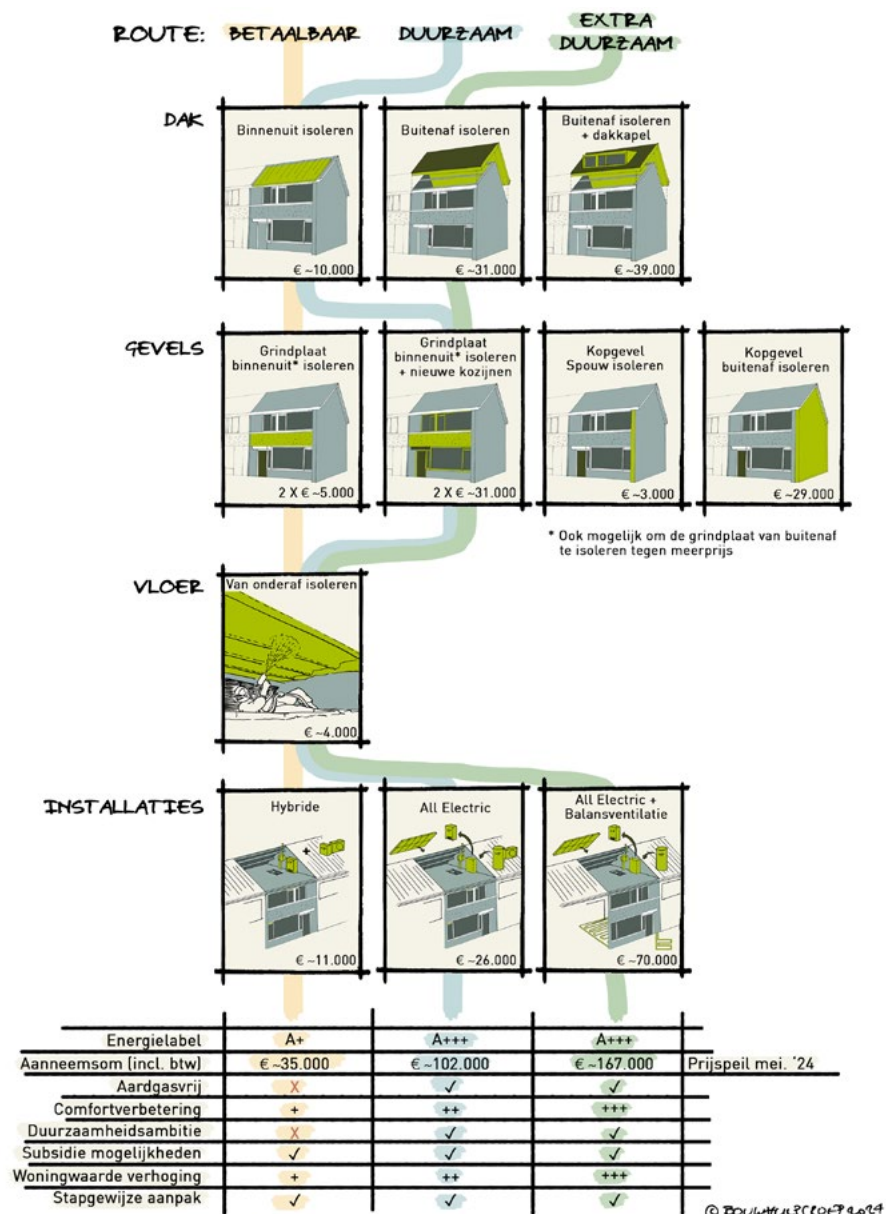 ROUTE: BETAALBAAR DUURZAAM EXTRA DUURZAAM
DAK
Binnenuit isoleren
€ ~10.000
Buitenaf isoleren
€ ~31.000
Buitenaf isoleren
+ dakkapel
€ ~39.000
GEVELS
Grindplaat
binnenuit* isoleren
2 X € ~5.000
Grindplaat
binnenuit* isoleren
+ nieuwe kozijnen
2 X € ~31.000
Kopgevel
Spouw isoleren
€ ~3.000
Kopgevel
buitenaf isoleren
€ ~29.000
* Ook mogelijk om de grindplaat van buitenaf
te isoleren tegen meerprijs
VLOER
Van onderaf isoleren
€ ~4.000
INSTALLATIES
Hybride
€ ~11.000
All Electric
€ ~26.000
All Electric +
Balansventilatie
€ ~70.000
Energielabel A+ A+++ A+++
Aanneemsom (incl. btw) € ~35.000 € ~102.000 € ~167.000 Prijspeil mei. '24
Aardgasvrij X ✓ ✓
Comfortverbetering + ++ +++
Duurzaamheidsambitie X ✓ ✓
Subsidie mogelijkheden ✓ ✓ ✓
Woningwaarde verhoging + ++ +++
Stapgewijze aanpak ✓ ✓ ✓